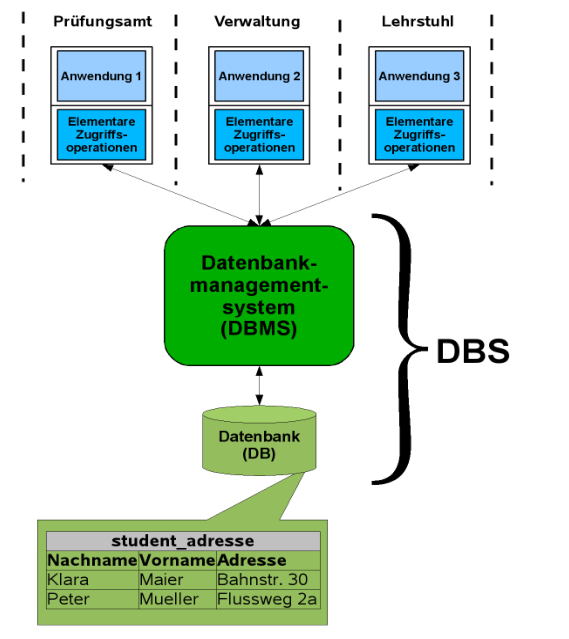 Prüfungsamt
Verwaltung
Lehrstuhl
Anwendung 1
Anwendung 2
Anwendung 3
Elementare
Zugriffs-
operationen
Elementare
Zugriffs-
operationen
Elementare
Zugriffs-
operationen
Datenbank-
management-
system
(DBMS)
DBS
Datenbank
(DB)
student_adresse
Nachname Vorname Adresse
Klara Maier Bahnstr. 30
Peter Mueller Flussweg 2a